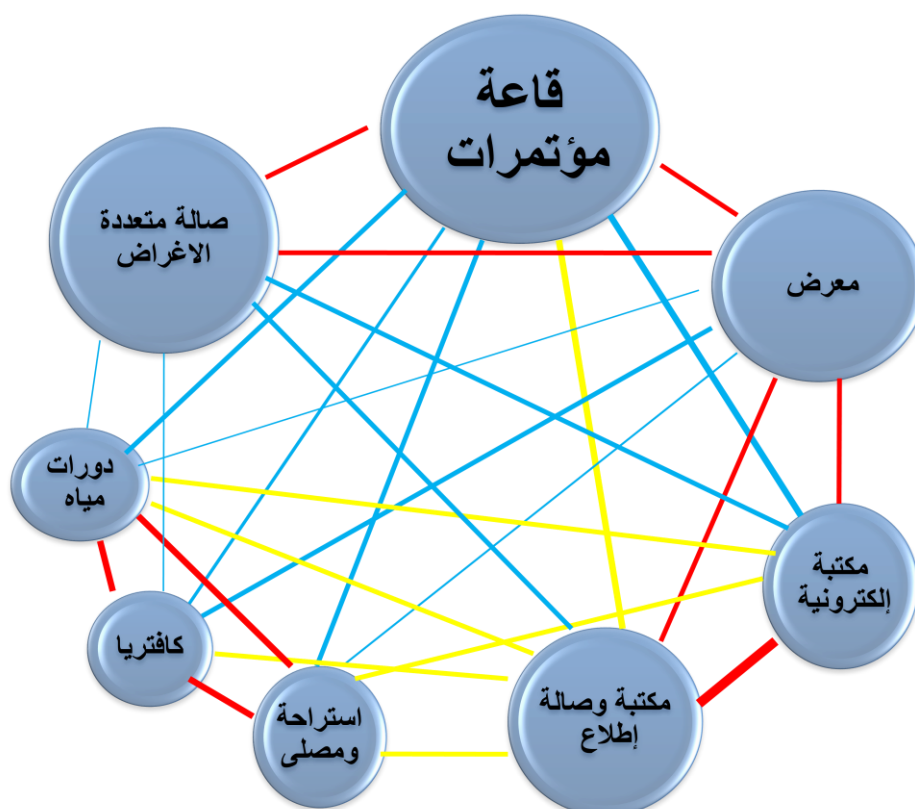 قاعة
مؤتمرات
صالة متعددة
الاغراض
معرض
دورات
مياه
مكتبة
إلكترونية
كافتريا
استراحة
ومصلى
مكتبة وصالة
إطلاع